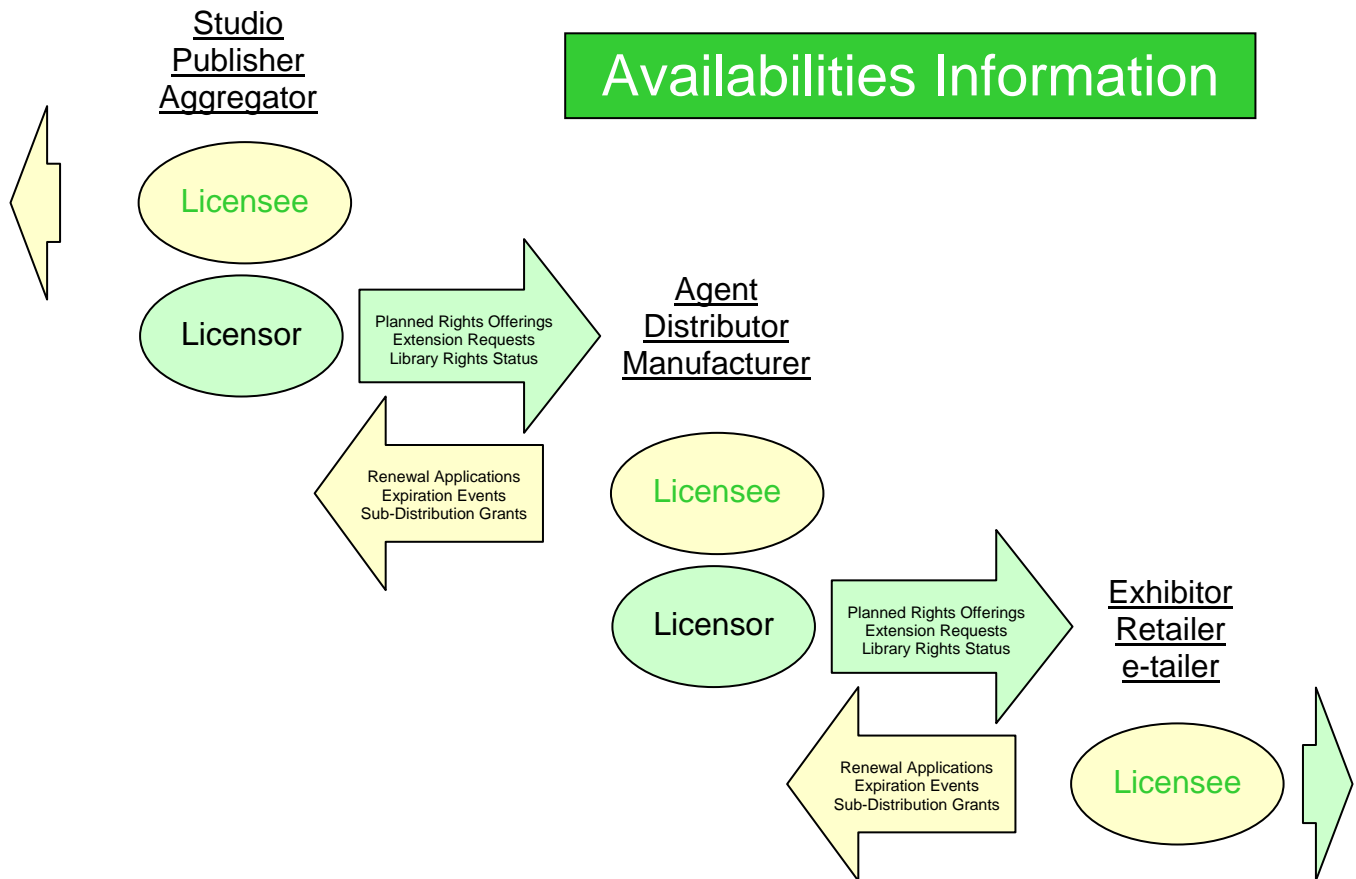 Studio
Publisher
Aggregator
Availabilities Information
Licensee
Licensor
Planned Rights Offerings
Extension Requests
Library Rights Status
Agent
Distributor
Manufacturer
Renewal Applications
Expiration Events
Sub-Distribution Grants
Licensee
Licensor
Planned Rights Offerings
Extension Requests
Library Rights Status
Exhibitor
Retailer
e-tailer
Renewal Applications
Expiration Events
Sub-Distribution Grants
Licensee